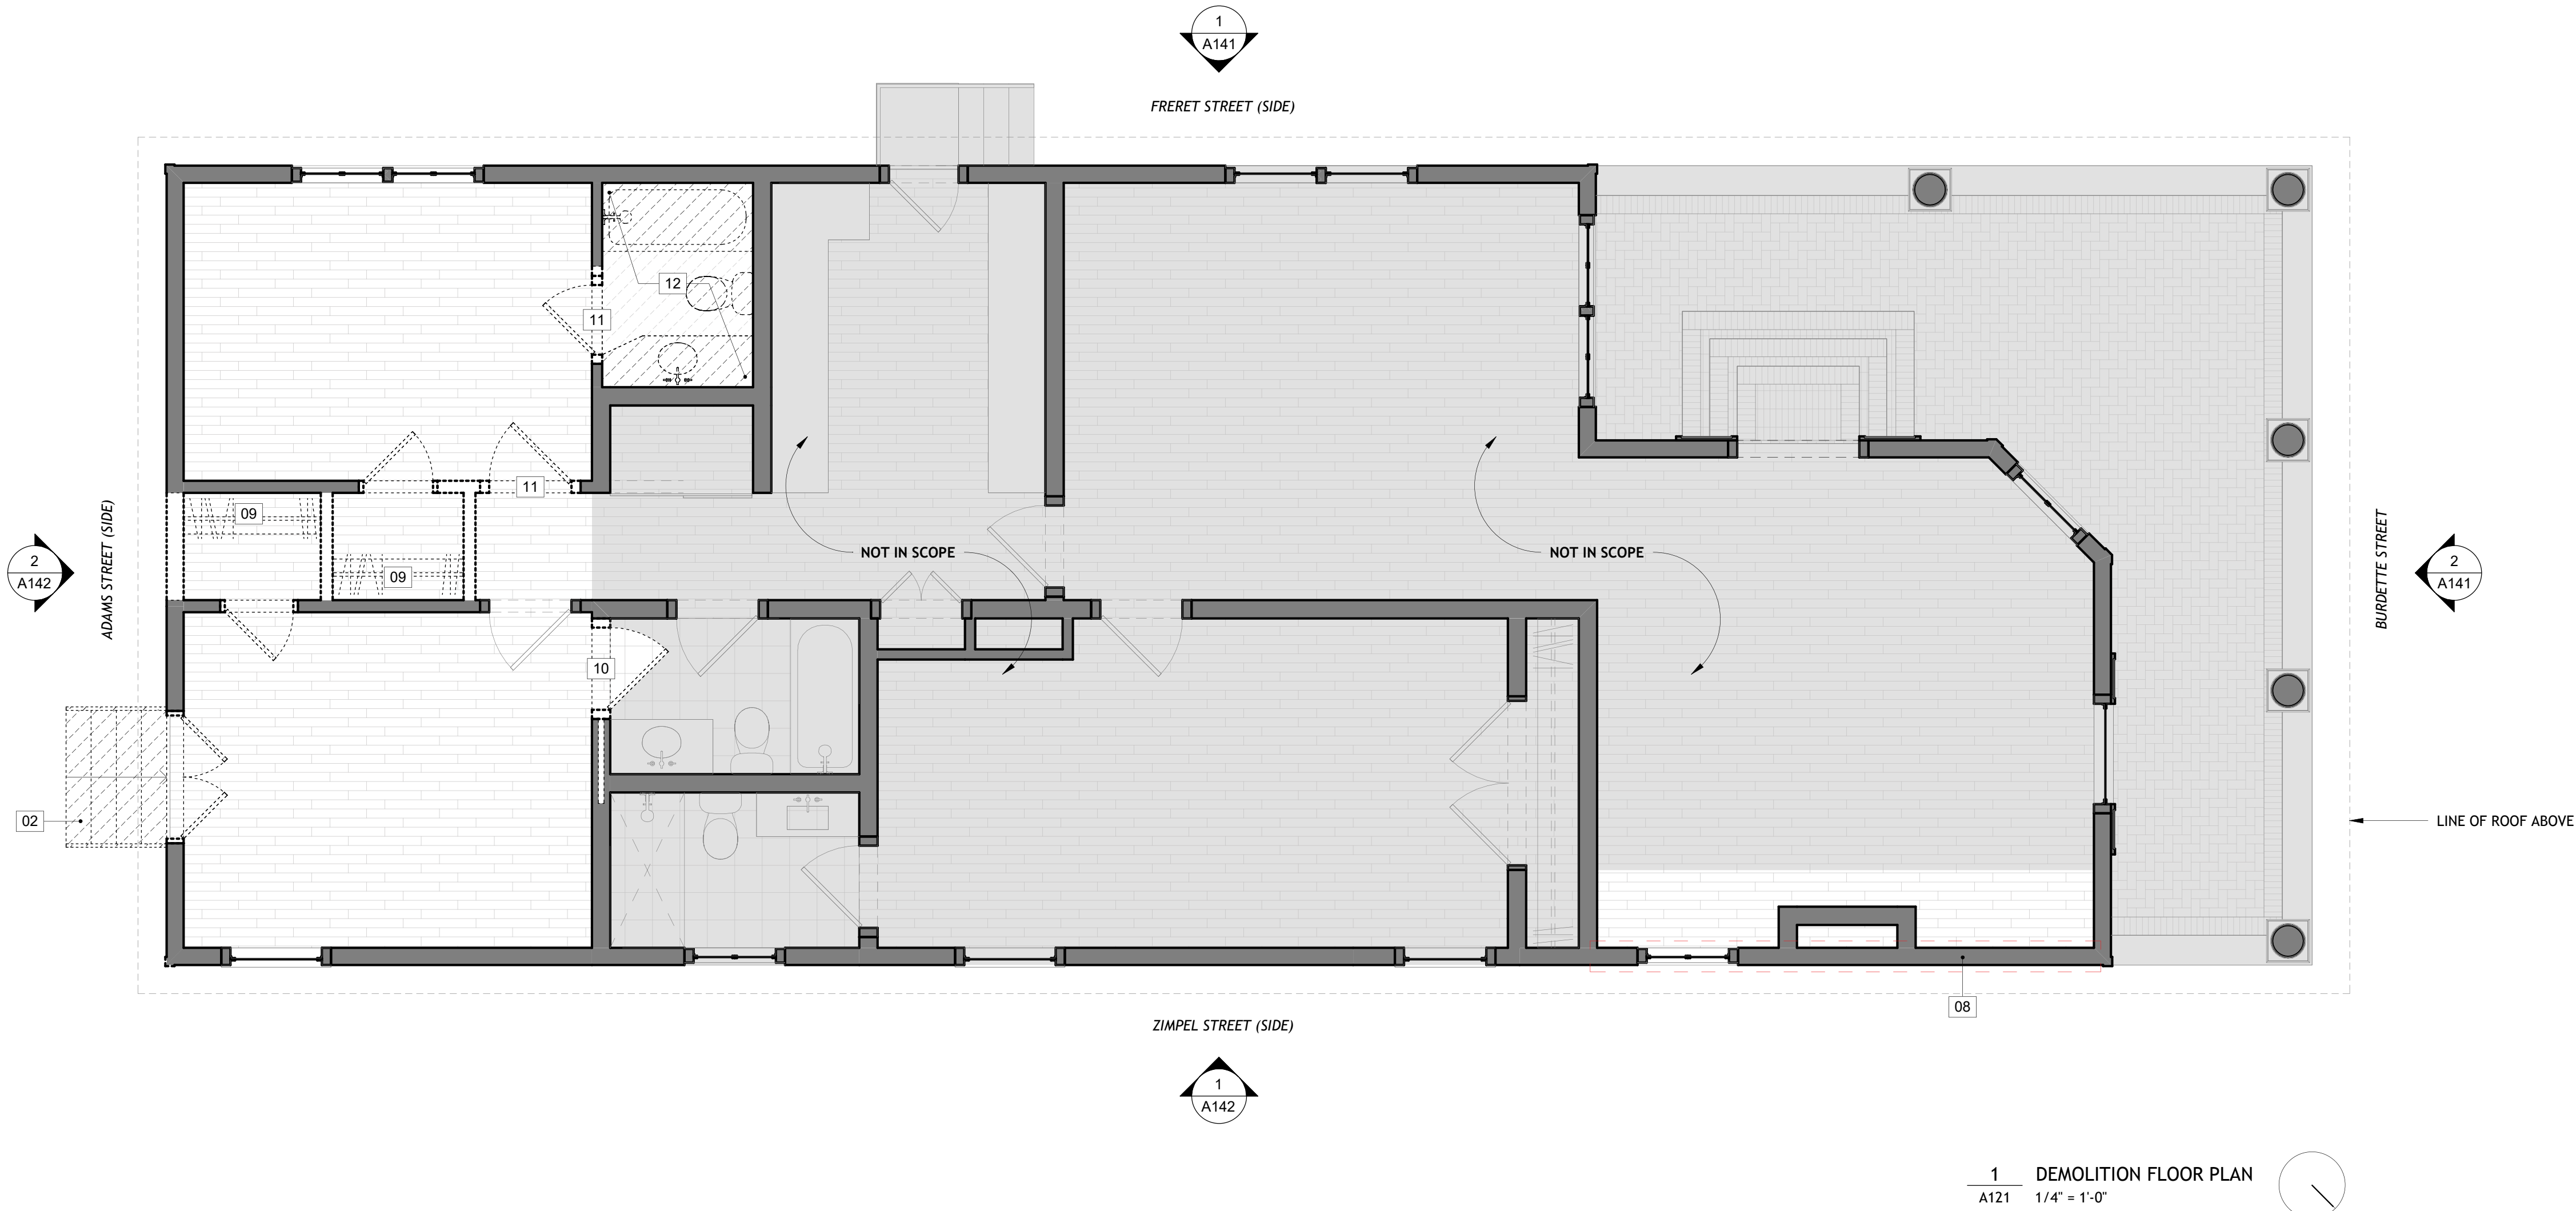 1
A141
FRERET STREET (SIDE)
12
11
11
09
09
2
A142
ADAMS STREET (SIDE)
NOT IN SCOPE
NOT IN SCOPE
BURDETTE STREET
2
A141
10
02
LINE OF ROOF ABOVE
08
ZIMPEL STREET (SIDE)
1
A142
1 DEMOLITION FLOOR PLAN
A121 1/4" = 1'-0"